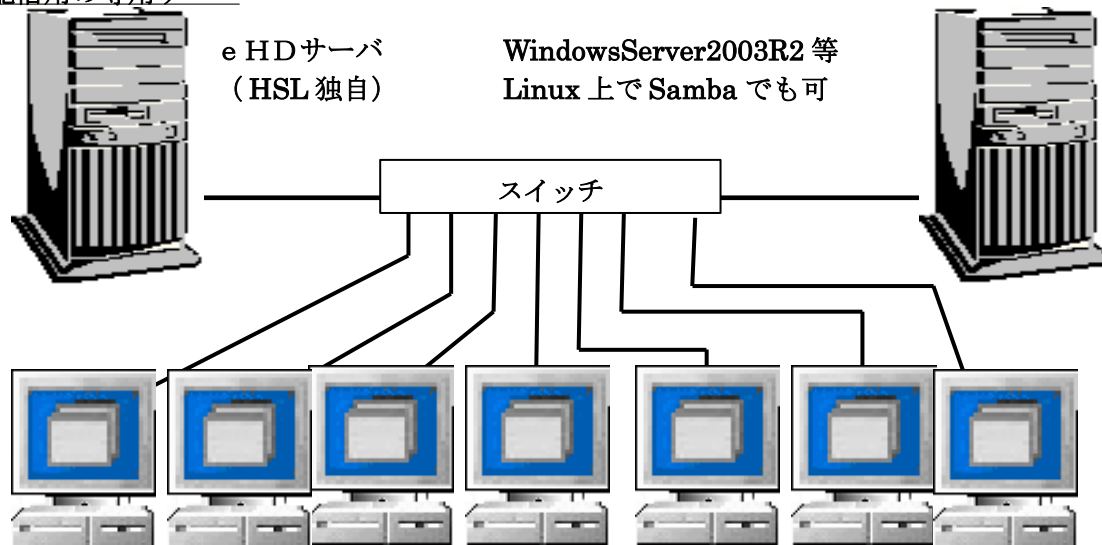 ｅＨＤサーバ
（HSL 独自）
WindowsServer2003R2 等
Linux 上で Samba でも可
スイッチ